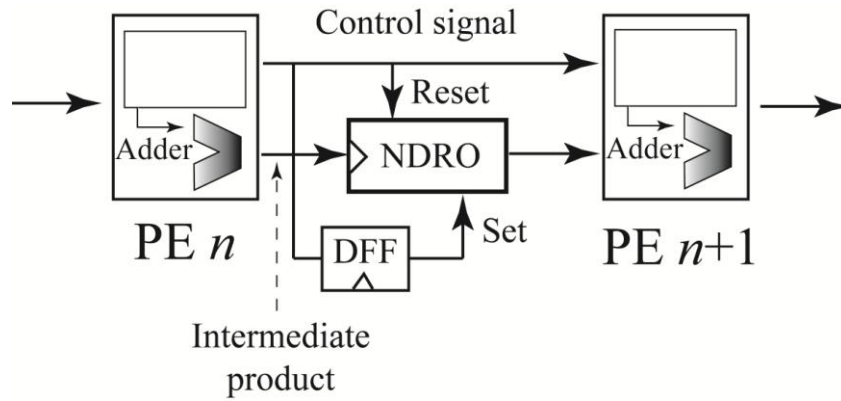 Control signal
Reset
Adder
NDRO
Adder
PE n
DFF
Set
PE n+1
Intermediate
product